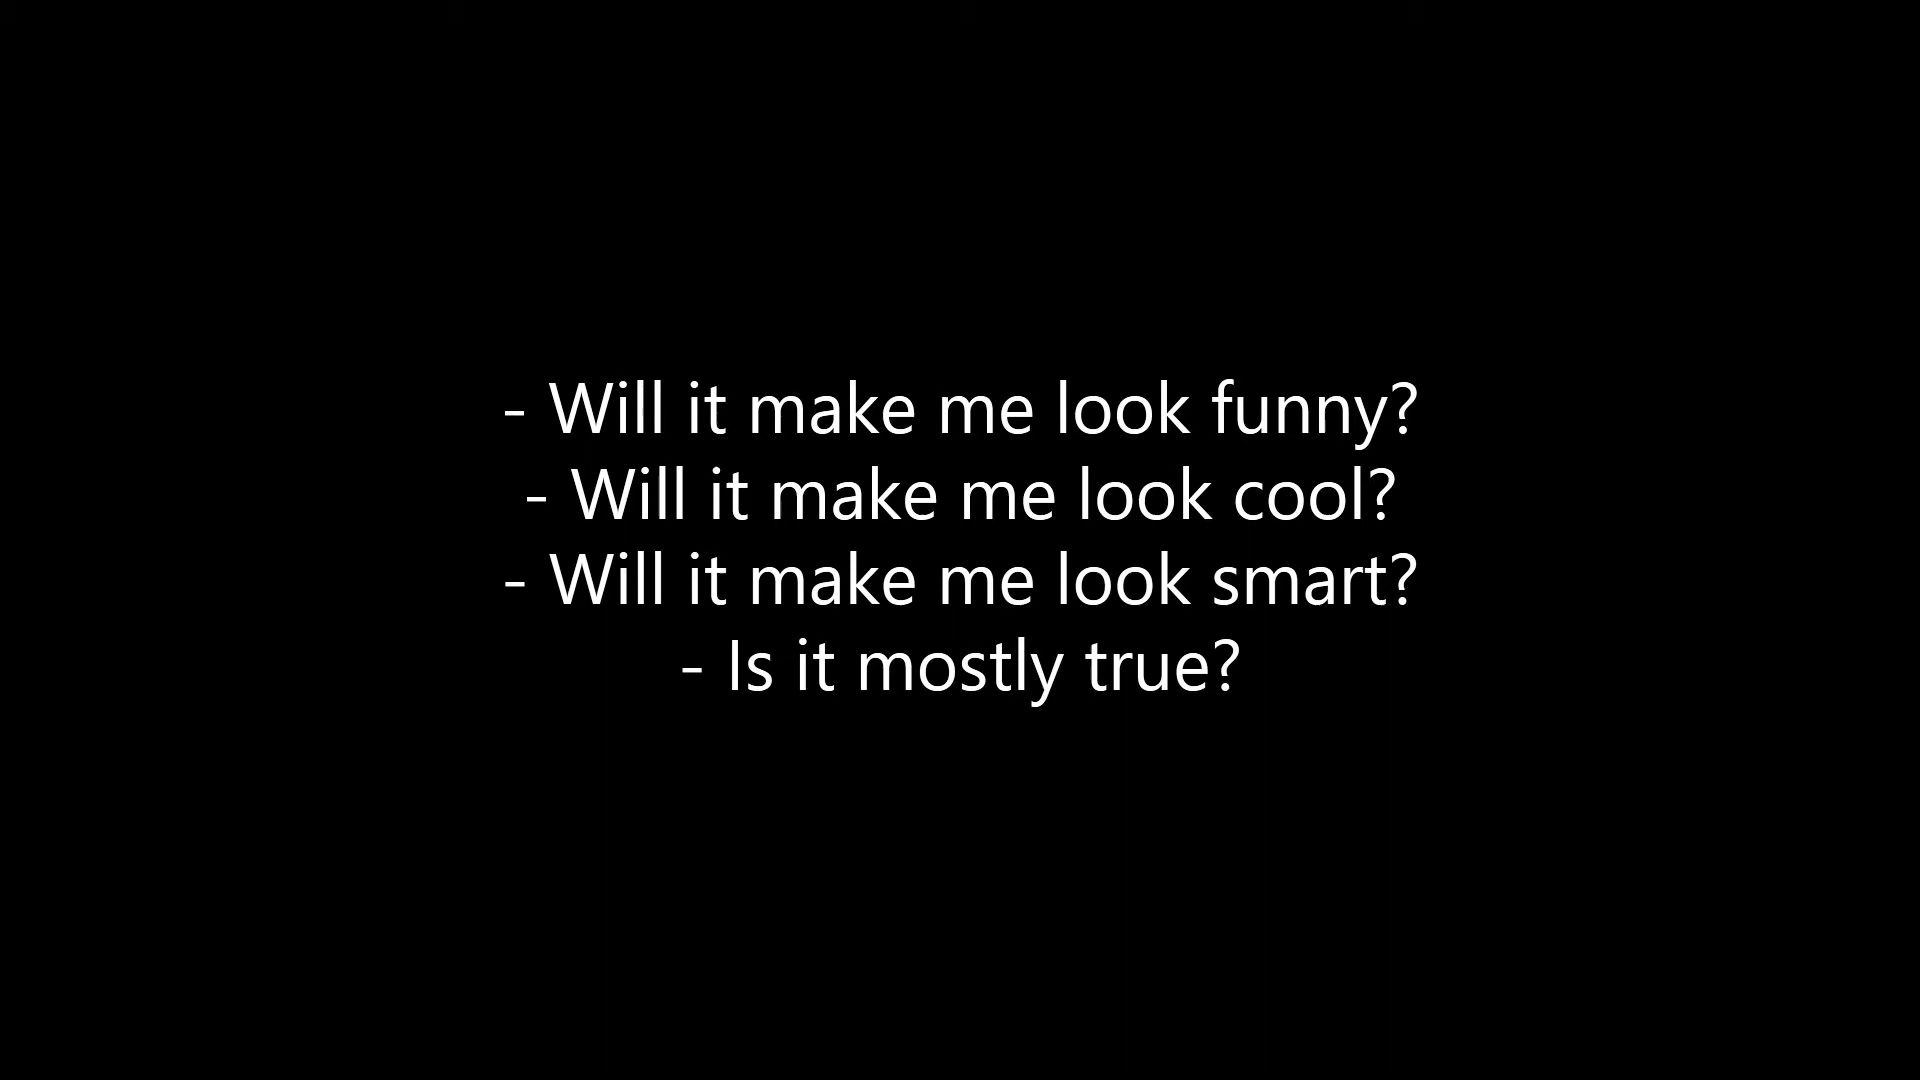 - Will it make me look funny?
- Will it make me look cool?
- Will it make me look smart?
- Is it mostly true?